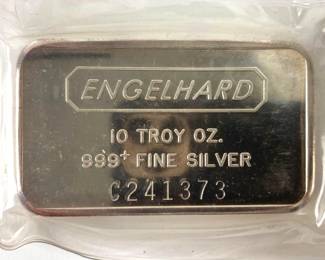 ENGELHARD
10 TROY OZ.
999+ FINE SILVER
C241373